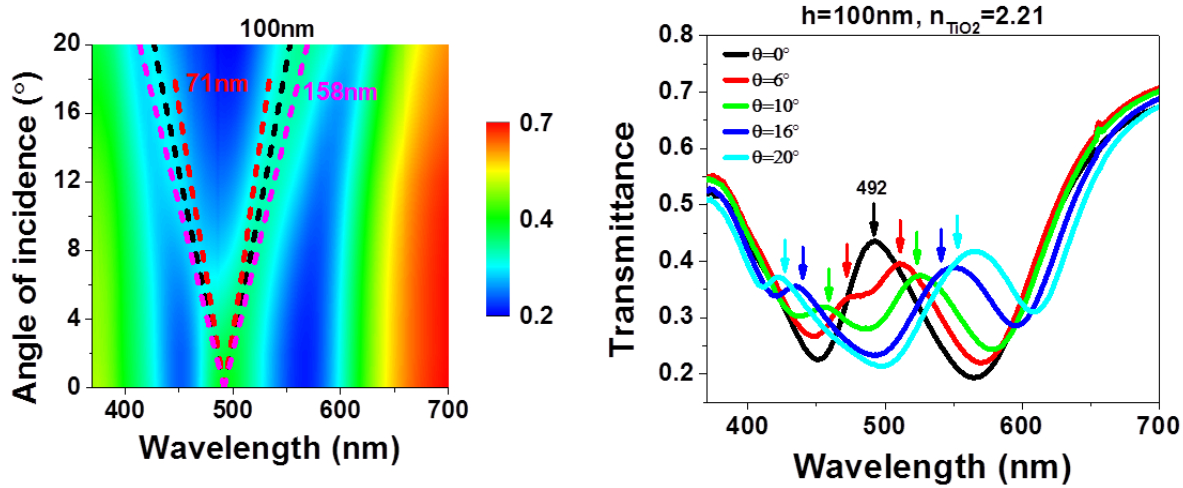 100nm
20
16
12
8
4
0
71nm
158nm
400
500
600
700
Angle of incidence (°)
Wavelength (nm)
0.7
0.4
0.2
h=100nm, n_TiO2=2.21
0.8
0.7
0.6
0.5
0.4
0.3
0.2
θ=0°
θ=6°
θ=10°
θ=16°
θ=20°
492
400
500
600
700
Transmittance
Wavelength (nm)